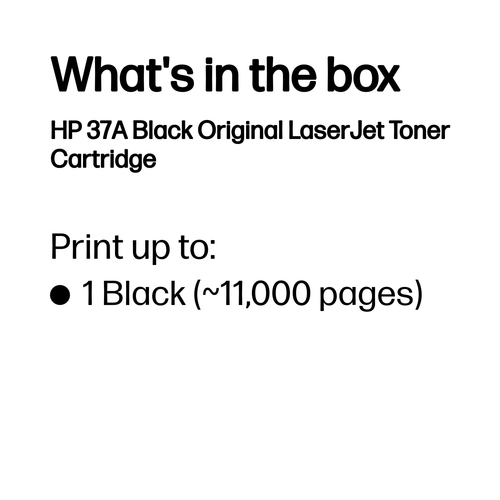 What's in the box
HP 37A Black Original LaserJet Toner
Cartridge
Print up to:
● 1 Black (~11,000 pages)